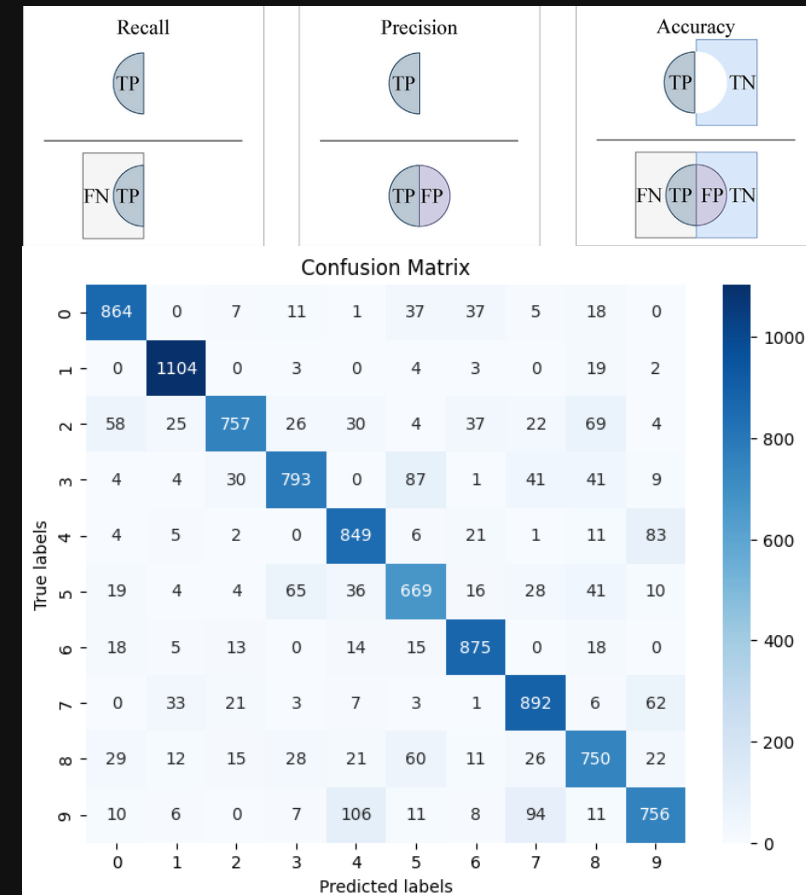 Recall Precision Accuracy
TP TP TP TN
FN TP TP FP FN TP FP TN
Confusion Matrix
0 864 0 7 11 1 37 37 5 18 0
1 0 1104 0 3 0 4 3 0 19 2
2 58 25 757 26 30 4 37 22 69 4
3 4 4 30 793 0 87 1 41 41 9
4 4 5 2 0 849 6 21 1 11 83
5 19 4 4 65 36 669 16 28 41 10
6 18 5 13 0 14 15 875 0 18 0
7 0 33 21 3 7 3 1 892 6 62
8 29 12 15 28 21 60 11 26 750 22
9 10 6 0 7 106 11 8 94 11 756
0 1 2 3 4 5 6 7 8 9
Predicted labels
True labels
1000
800
600
400
200
0